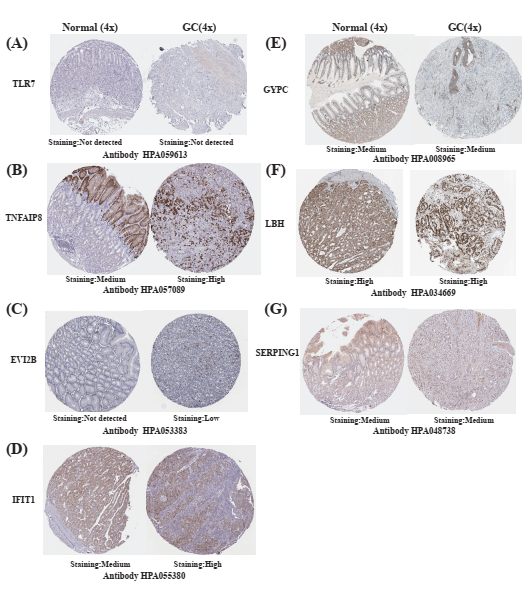 Normal (4x) GC(4x)
(A)
TLR7
Staining:Not detected Staining:Not detected
Antibody HPA059613
(B)
TNFAIP8
Staining:Medium Staining:High
Antibody HPA057089
(C)
EVI2B
Staining:Not detected Staining:Low
Antibody HPA053383
(D)
IFIT1
Staining:Medium Staining:High
Antibody HPA055380
Normal (4x) GC(4x)
(E)
GYPC
Staining:Medium Staining:Medium
Antibody HPA008965
(F)
LBH
Staining:High Staining:High
Antibody HPA034669
(G)
SERPING1
Staining:Medium Staining:Medium
Antibody HPA048738